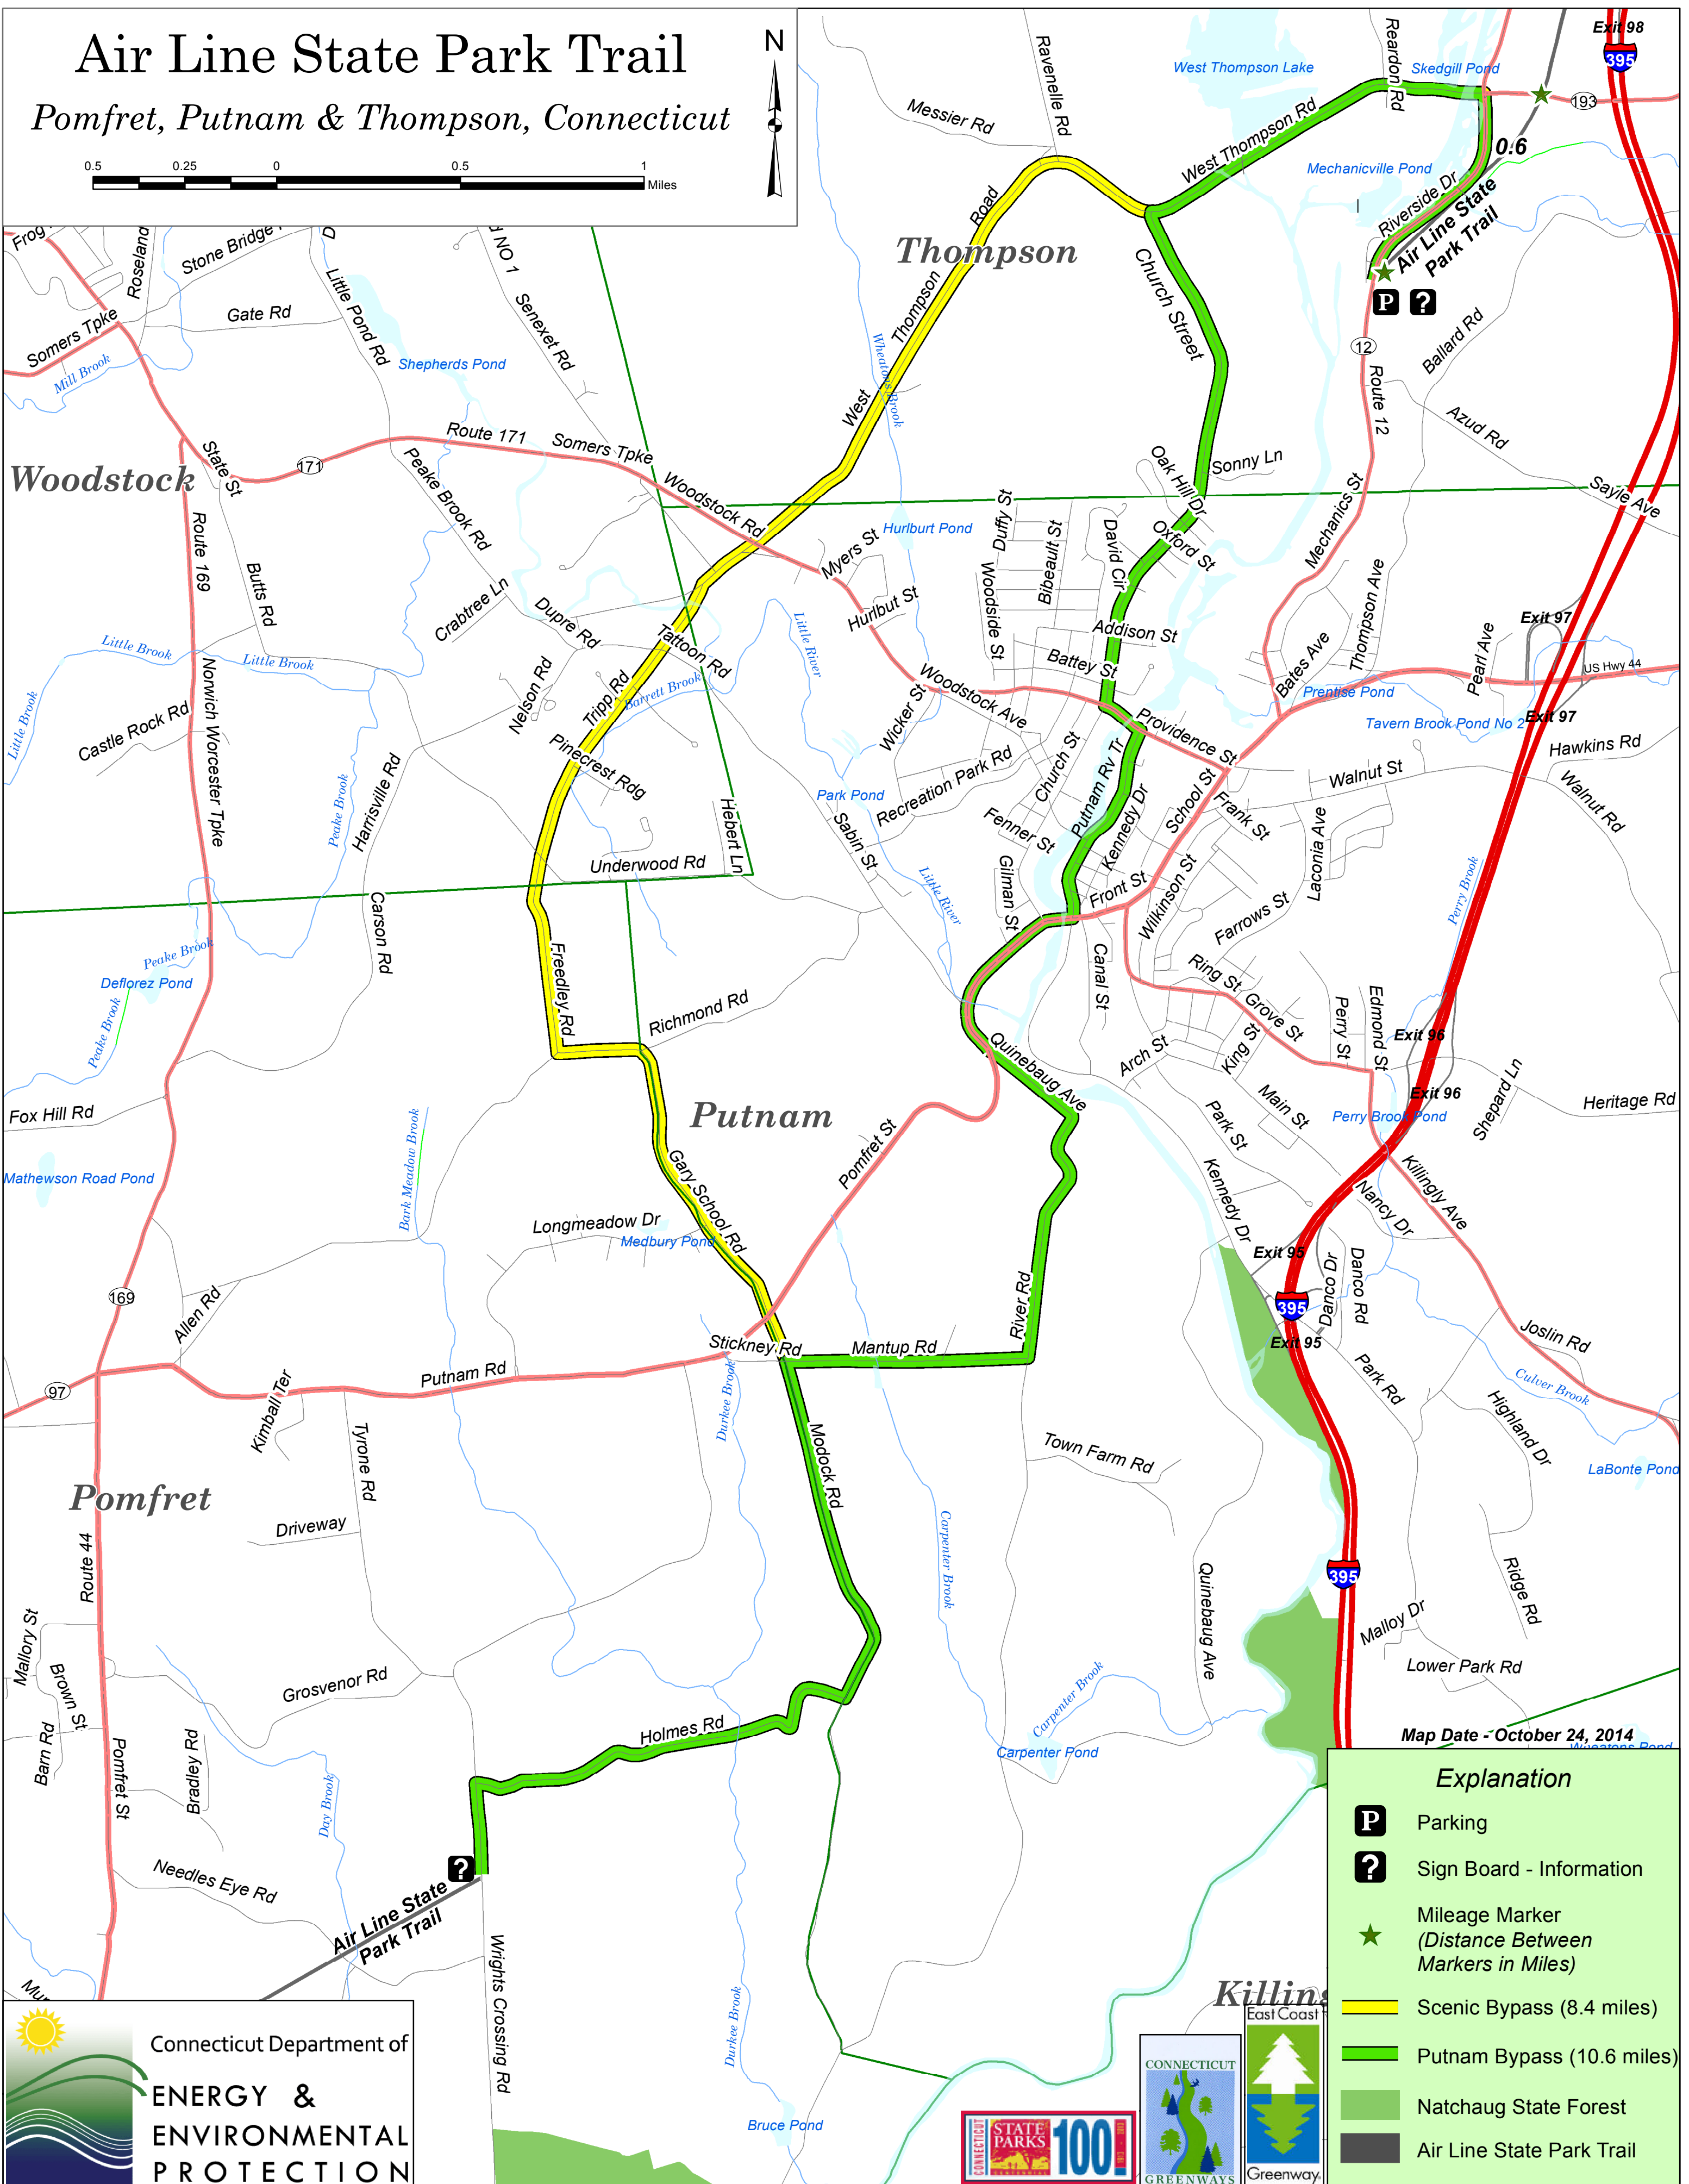 Air Line State Park Trail
Pomfret, Putnam & Thompson, Connecticut
0.5 0.25 0 0.5 1
Miles
N
Exit 98
395
West Thompson Lake
Reardon Rd
Skedgill Pond
193
Ravenelle Rd
Messier Rd
West Thompson Rd
0.6
Mechanicville Pond
Riverside Dr
Air Line State
Park Trail
P ?
Thompson
West Thompson Road
Church Street
Frog
Roseland
Stone Bridge
Little Pond Rd
d NO 1
Senexet Rd
Gate Rd
Somers Tpke
Mill Brook
Shepherds Pond
Wheatons Brook
12
Route 12
Ballard Rd
Azud Rd
Sayle Ave
Woodstock
State St
171
Route 171
Somers Tpke
Woodstock Rd
Peake Brook Rd
Oak Hill Dr
Sonny Ln
Mechanics St
Route 169
Butts Rd
Crabtree Ln
Dupre Rd
Myers St
Hurlburt Pond
Duffy St
Bibeault St
David Cir
Oxford St
Woodside St
Hurlbut St
Thompson Ave
Exit 97
Little Brook
Little Brook
Little Brook
Tattoon Rd
Little River
Addison St
Battey St
Bates Ave
Pearl Ave
US Hwy 44
Norwich Worcester Tpke
Castle Rock Rd
Nelson Rd
Tripp Rd
Barrett Brook
Woodstock Ave
Wicker St
Prentise Pond
Tavern Brook Pond No 2
Exit 97
Providence St
Hawkins Rd
Pinecrest Rdg
Recreation Park Rd
Church St
Putnam Rv Tr
Walnut St
Walnut Rd
Harrisville Rd
Peake Brook
Park Pond
Sabin St
Fenner St
Kennedy Dr
School St
Frank St
Laconia Ave
Hebert Ln
Underwood Rd
Little River
Gilman St
Front St
Wilkinson St
Farrows St
Perry Brook
Carson Rd
Peake Brook
Deflorez Pond
Peake Brook
Freedley Rd
Richmond Rd
Canal St
Ring St
Grove St
King St
Perry St
Edmond St
Exit 96
Quinebaug Ave
Arch St
Main St
Exit 96
Shepard Ln
Heritage Rd
Fox Hill Rd
Putnam
Park St
Perry Brook Pond
Mathewson Road Pond
Bark Meadow Brook
Gary School Rd
Pomfret St
Kennedy Dr
Killingly Ave
Nancy Dr
Longmeadow Dr
Medbury Pond
Exit 95
Danco Dr
Danco Rd
169
Allen Rd
River Rd
395
Exit 95
Joslin Rd
Stickney Rd
Mantup Rd
97
Putnam Rd
Durkee Brook
Park Rd
Culver Brook
Kimball Ter
Tyrone Rd
Modock Rd
Town Farm Rd
Highland Dr
LaBonte Pond
Pomfret
Driveway
Route 44
Carpenter Brook
Quinebaug Ave
395
Ridge Rd
Mallory St
Malloy Dr
Brown St
Grosvenor Rd
Lower Park Rd
Barn Rd
Pomfret St
Bradley Rd
Holmes Rd
Carpenter Brook
Carpenter Pond
Day Brook
Map Date - October 24, 2014
Wheatons Pond
Needles Eye Rd
?
Air Line State
Park Trail
Wrights Crossing Rd
Durkee Brook
Bruce Pond
Killing
Explanation
P Parking
? Sign Board - Information
Mileage Marker
(Distance Between
Markers in Miles)
Scenic Bypass (8.4 miles)
Putnam Bypass (10.6 miles)
Natchaug State Forest
Air Line State Park Trail
Connecticut Department of
ENERGY &
ENVIRONMENTAL
PROTECTION
CONNECTICUT
STATE
PARKS
100
CENTENNIAL
CONNECTICUT
GREENWAYS
East Coast
Greenway